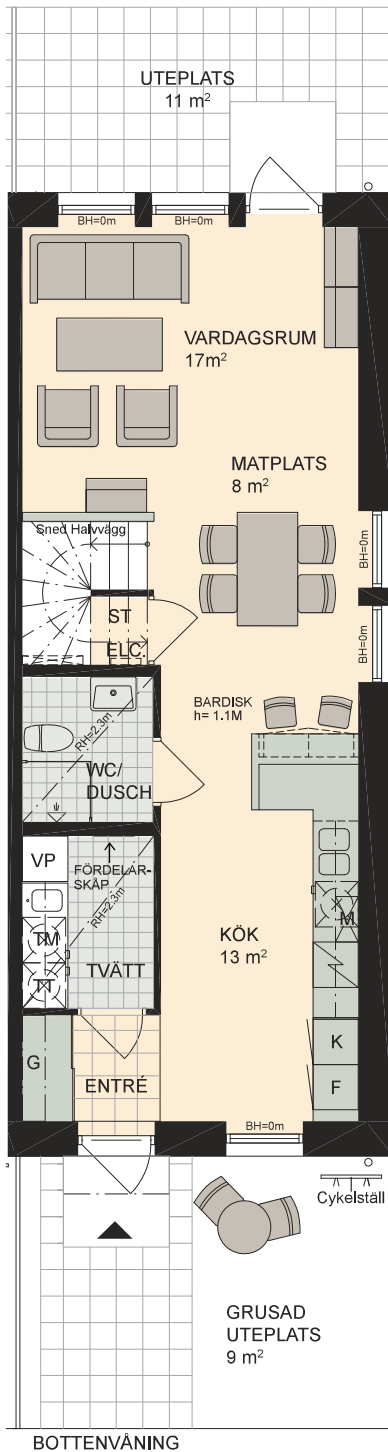 UTEPLATS
11 m²
BH=0m
BH=0m
VARDAGSRUM
17m²
MATPLATS
8 m²
Sned Halvvägg
BH=0m
ST
ELC.
BH=0m
BARDISK
h= 1.1M
RH=2.3m
WC/
DUSCH
VP
FÖRDELAR-
SKÅP
RH=2.3m
M
TM
KÖK
13 m²
TVÄTT
TT
K
G
ENTRÉ
F
BH=0m
Cykelställ
GRUSAD
UTEPLATS
9 m²
BOTTENVÅNING